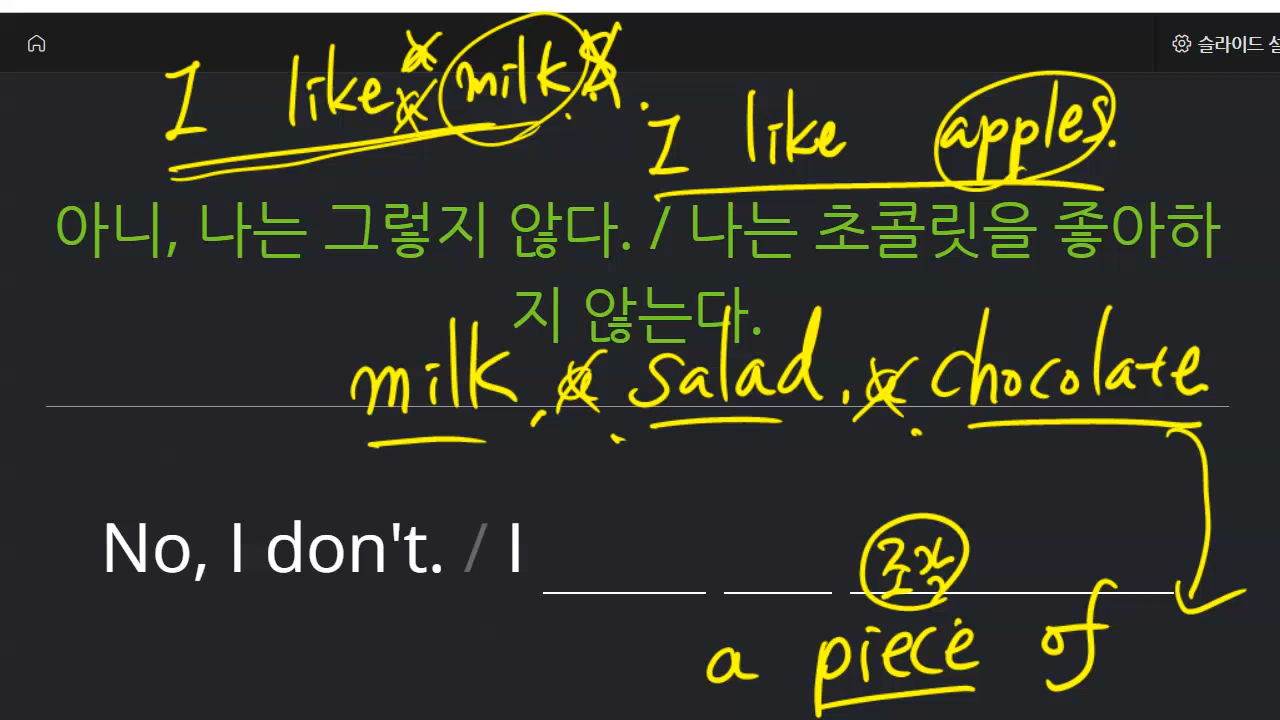 슬라이드 설
I like milk.
I like apples.
아니, 나는 그렇지 않다. / 나는 초콜릿을 좋아하
지 않는다.
milk, salad, chocolate
No, I don't. / I
조각
a piece of